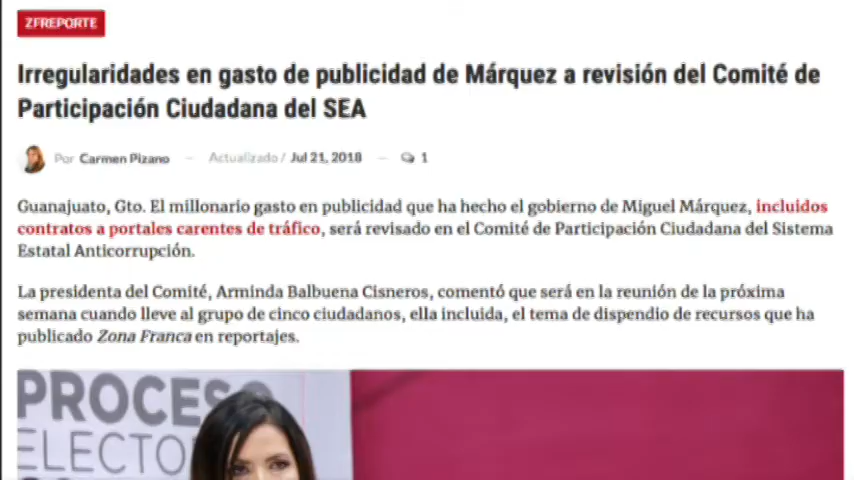 ZFREPORTE
Irregularidades en gasto de publicidad de Márquez a revisión del Comité de
Participación Ciudadana del SEA
Por Carmen Pizano – Actualizado / Jul 21, 2018 – 1
Guanajuato, Gto. El millonario gasto en publicidad que ha hecho el gobierno de Miguel Márquez, incluidos
contratos a portales carentes de tráfico, será revisado en el Comité de Participación Ciudadana del Sistema
Estatal Anticorrupción.
La presidenta del Comité, Arminda Balbuena Cisneros, comentó que será en la reunión de la próxima
semana cuando lleve al grupo de cinco ciudadanos, ella incluida, el tema de dispendio de recursos que ha
publicado Zona Franca en reportajes.
PROCESO
ELECTO